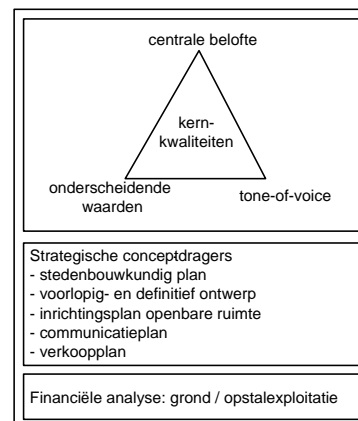 centrale belofte
kern-
kwaliteiten
onderscheidende
waarden
tone-of-voice
Strategische conceptdragers
- stedenbouwkundig plan
- voorlopig- en definitief ontwerp
- inrichtingsplan openbare ruimte
- communicatieplan
- verkoopplan
Financiële analyse: grond / opstalexploitatie